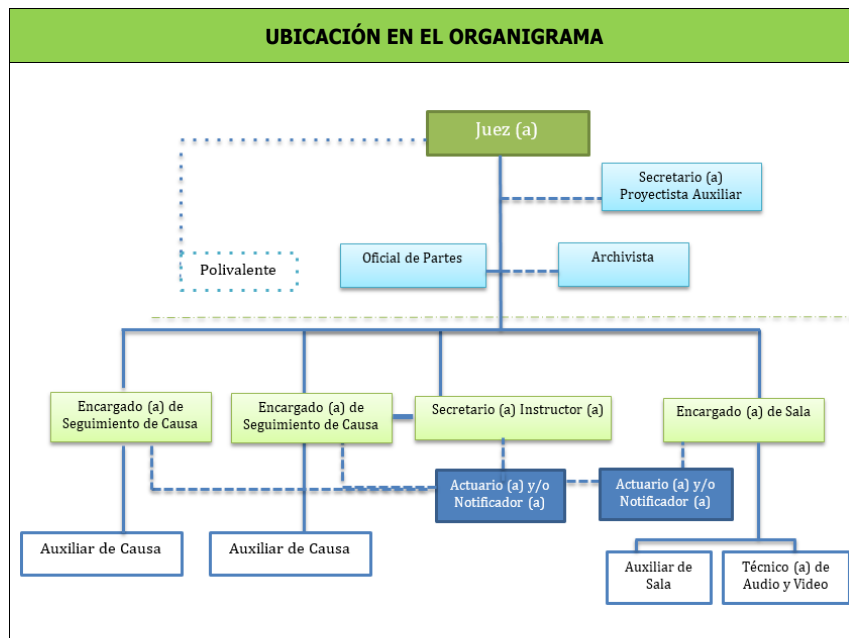 UBICACIÓN EN EL ORGANIGRAMA
Juez (a)
Secretario (a)
Proyectista Auxiliar
Polivalente
Oficial de Partes
Archivista
Encargado (a) de
Seguimiento de Causa
Encargado (a) de
Seguimiento de Causa
Secretario (a) Instructor (a)
Encargado (a) de Sala
Actuario (a) y/o
Notificador (a)
Actuario (a) y/o
Notificador (a)
Auxiliar de Causa
Auxiliar de Causa
Auxiliar de
Sala
Técnico (a) de
Audio y Video